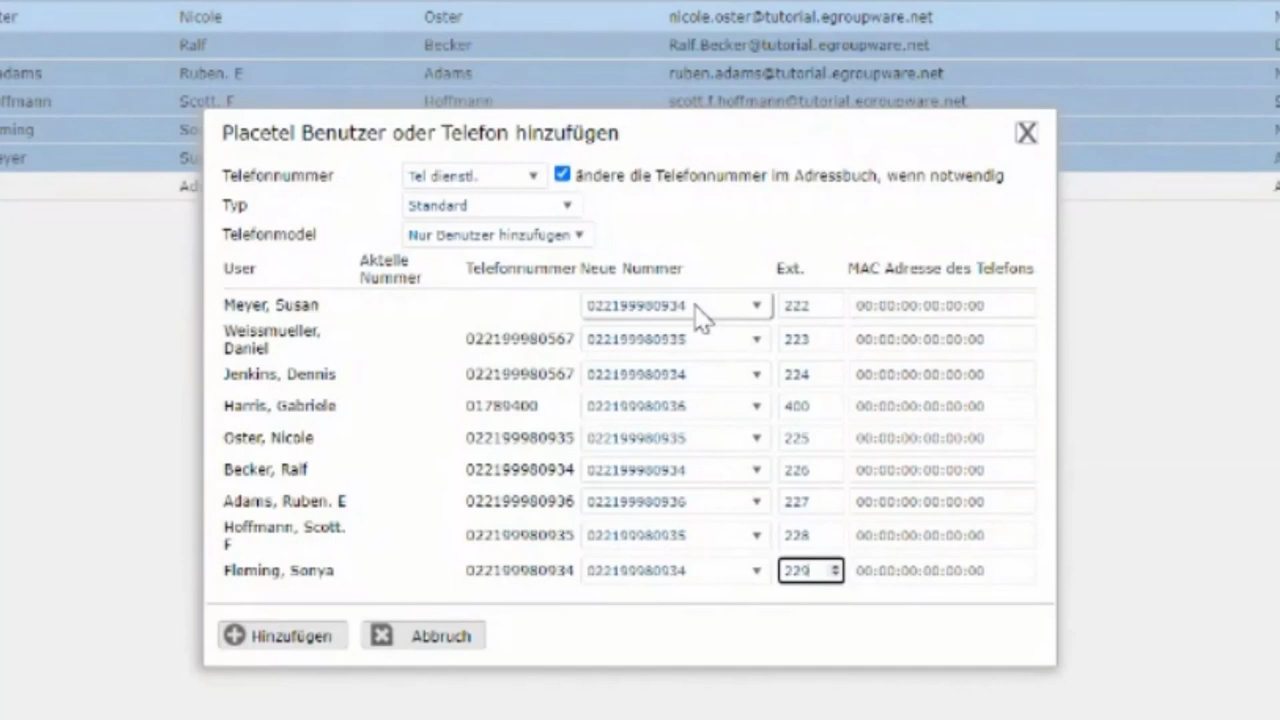 ter Nicole Oster nicole.oster@tutorial.egroupware.net
Ralf Becker Ralf.Becker@tutorial.egroupware.net
adams Ruben. E Adams ruben.adams@tutorial.egroupware.net
offmann Scott. F Hoffmann scott.f.hoffmann@tutorial.egroupware.net
ming So
eyer Su
Ad
Placetel Benutzer oder Telefon hinzufügen X
Telefonnummer Tel dienstl. ändere die Telefonnummer im Adressbuch, wenn notwendig
Typ Standard
Telefonmodel Nur Benutzer hinzufügen
User Aktelle Nummer Telefonnummer Neue Nummer Ext. MAC Adresse des Telefons
Meyer, Susan 022199980934 222 00:00:00:00:00:00
Weissmueller, Daniel 022199980567 022199980935 223 00:00:00:00:00:00
Jenkins, Dennis 022199980567 022199980934 224 00:00:00:00:00:00
Harris, Gabriele 01789400 022199980936 400 00:00:00:00:00:00
Oster, Nicole 022199980935 022199980935 225 00:00:00:00:00:00
Becker, Ralf 022199980934 022199980934 226 00:00:00:00:00:00
Adams, Ruben. E 022199980936 022199980936 227 00:00:00:00:00:00
Hoffmann, Scott. F 022199980935 022199980935 228 00:00:00:00:00:00
Fleming, Sonya 022199980934 022199980934 229 00:00:00:00:00:00
Hinzufügen Abbruch